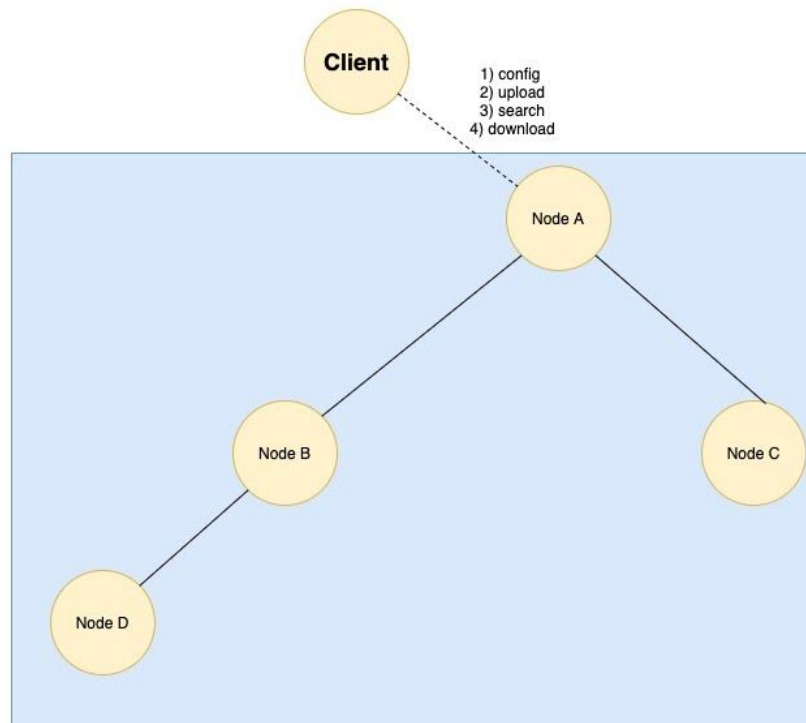 Client
1) config
2) upload
3) search
4) download
Node A
Node B
Node C
Node D